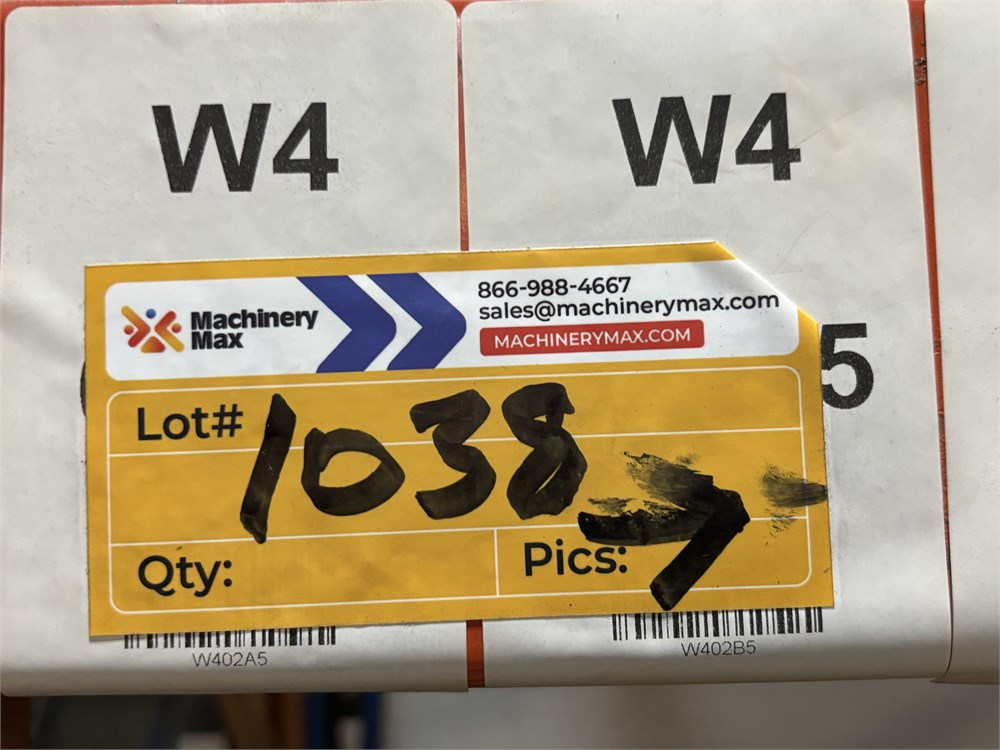 W4 W4
Machinery
Max
866-988-4667
sales@machinerymax.com
MACHINERYMAX.COM
5
Lot# 1038
Qty: Pics:
W402A5 W402B5